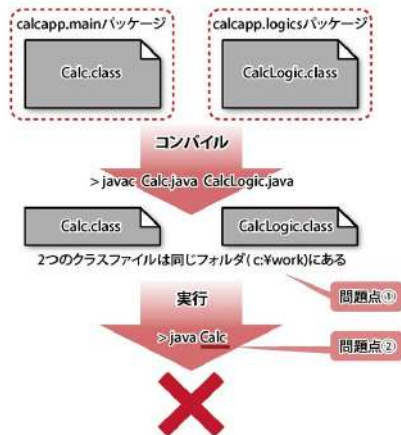 calcapp.mainパッケージ
calcapp.logicsパッケージ
Calc.class
CalcLogic.class
コンパイル
>javac Calc.java CalcLogic.java
Calc.class
CalcLogic.class
2つのクラスファイルは同じフォルダ(c:¥work)にある
問題点①
実行
>java Calc
問題点②